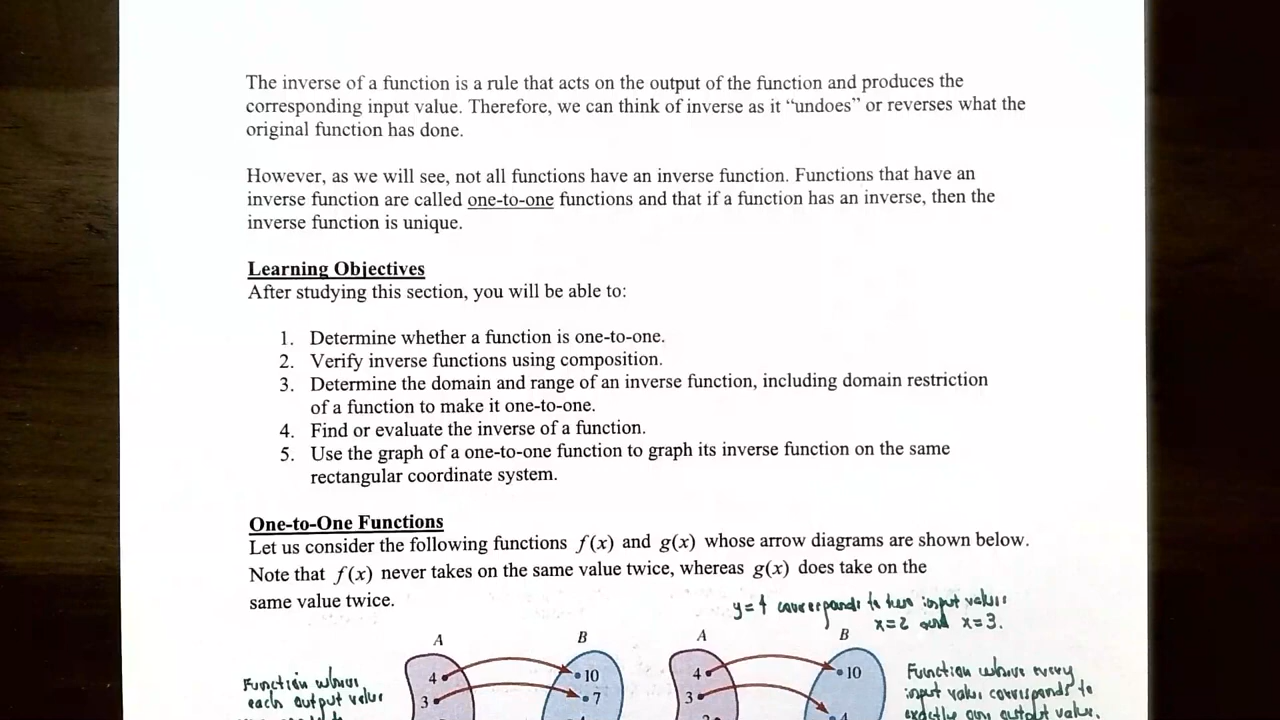 The inverse of a function is a rule that acts on the output of the function and produces the
corresponding input value. Therefore, we can think of inverse as it “undoes” or reverses what the
original function has done.
However, as we will see, not all functions have an inverse function. Functions that have an
inverse function are called one-to-one functions and that if a function has an inverse, then the
inverse function is unique.
Learning Objectives
After studying this section, you will be able to:
1. Determine whether a function is one-to-one.
2. Verify inverse functions using composition.
3. Determine the domain and range of an inverse function, including domain restriction
of a function to make it one-to-one.
4. Find or evaluate the inverse of a function.
5. Use the graph of a one-to-one function to graph its inverse function on the same
rectangular coordinate system.
One-to-One Functions
Let us consider the following functions f(x) and g(x) whose arrow diagrams are shown below.
Note that f(x) never takes on the same value twice, whereas g(x) does take on the
same value twice.
y=4 corresponds to two input values
x=2 and x=3.
A B A B
4 10 4 10
3 7 3 4
Function whose
each output value
Function where every
input value corresponds to
exactly one output value.